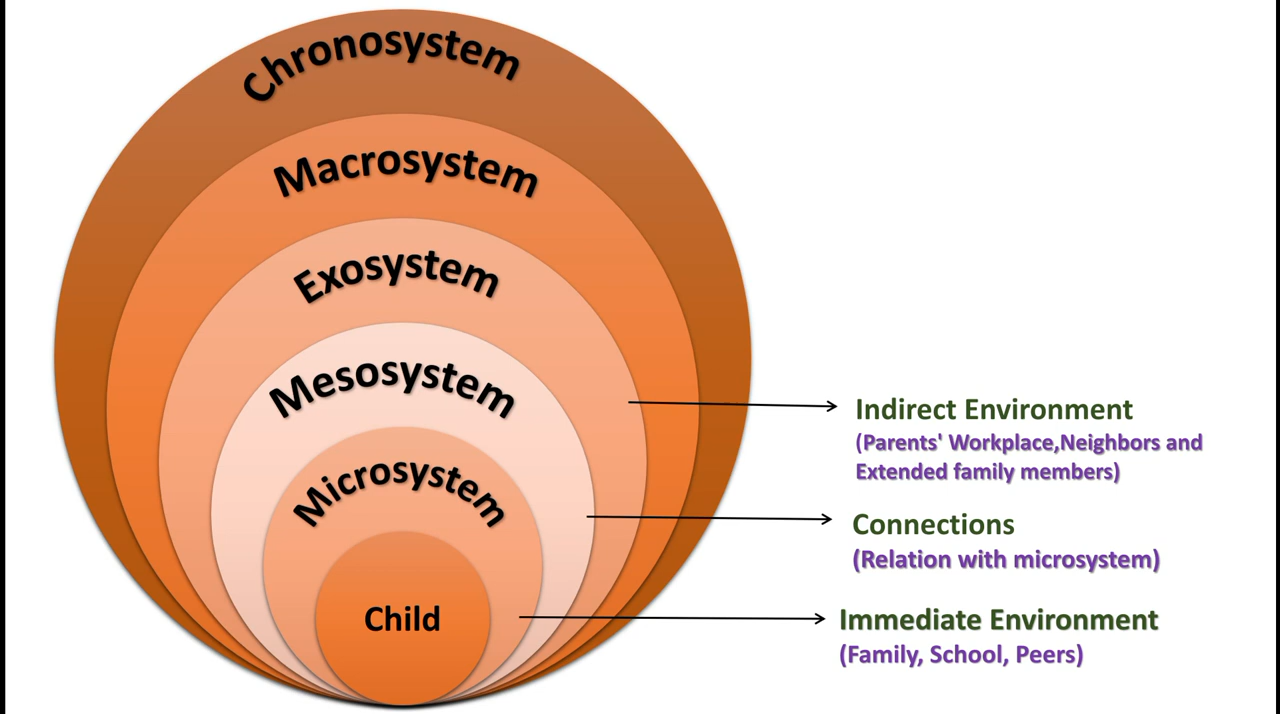 Chronosystem
Macrosystem
Exosystem
Mesosystem
Microsystem
Child
Indirect Environment
(Parents' Workplace,Neighbors and
Extended family members)
Connections
(Relation with microsystem)
Immediate Environment
(Family, School, Peers)